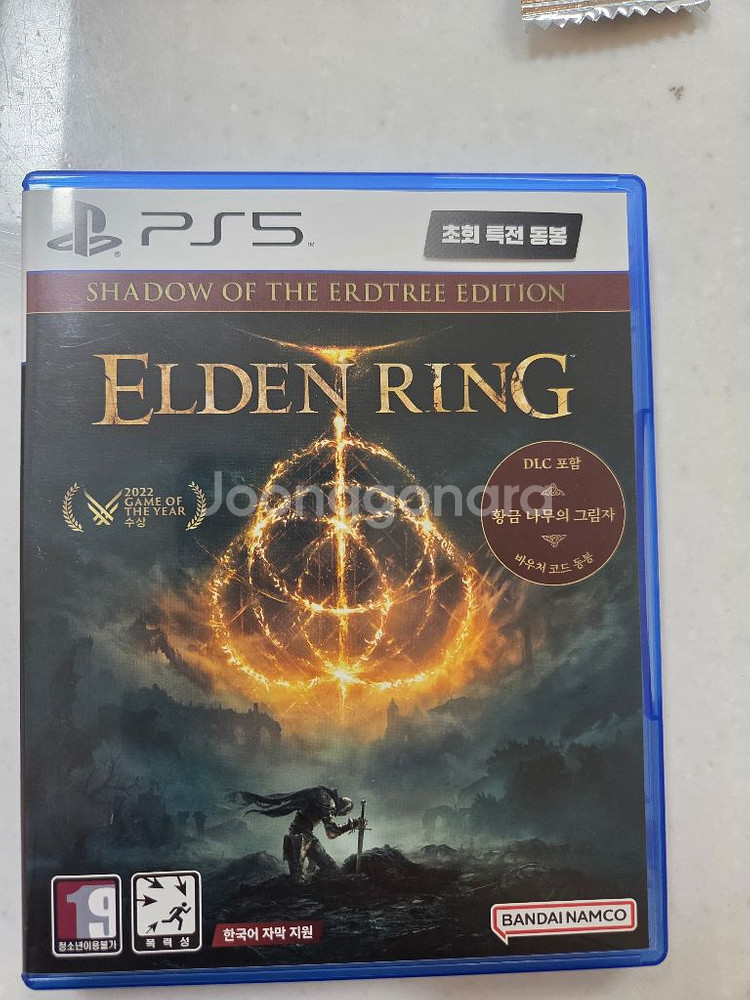 PS5
초회 특전 동봉
SHADOW OF THE ERDTREE EDITION
ELDEN RING
2022
GAME OF
THE YEAR
수상
DLC 포함
황금 나무의 그림자
바우처 코드 동봉
Joonggonara
19
청소년이용불가
폭력성
한국어 자막 지원
BANDAI NAMCO